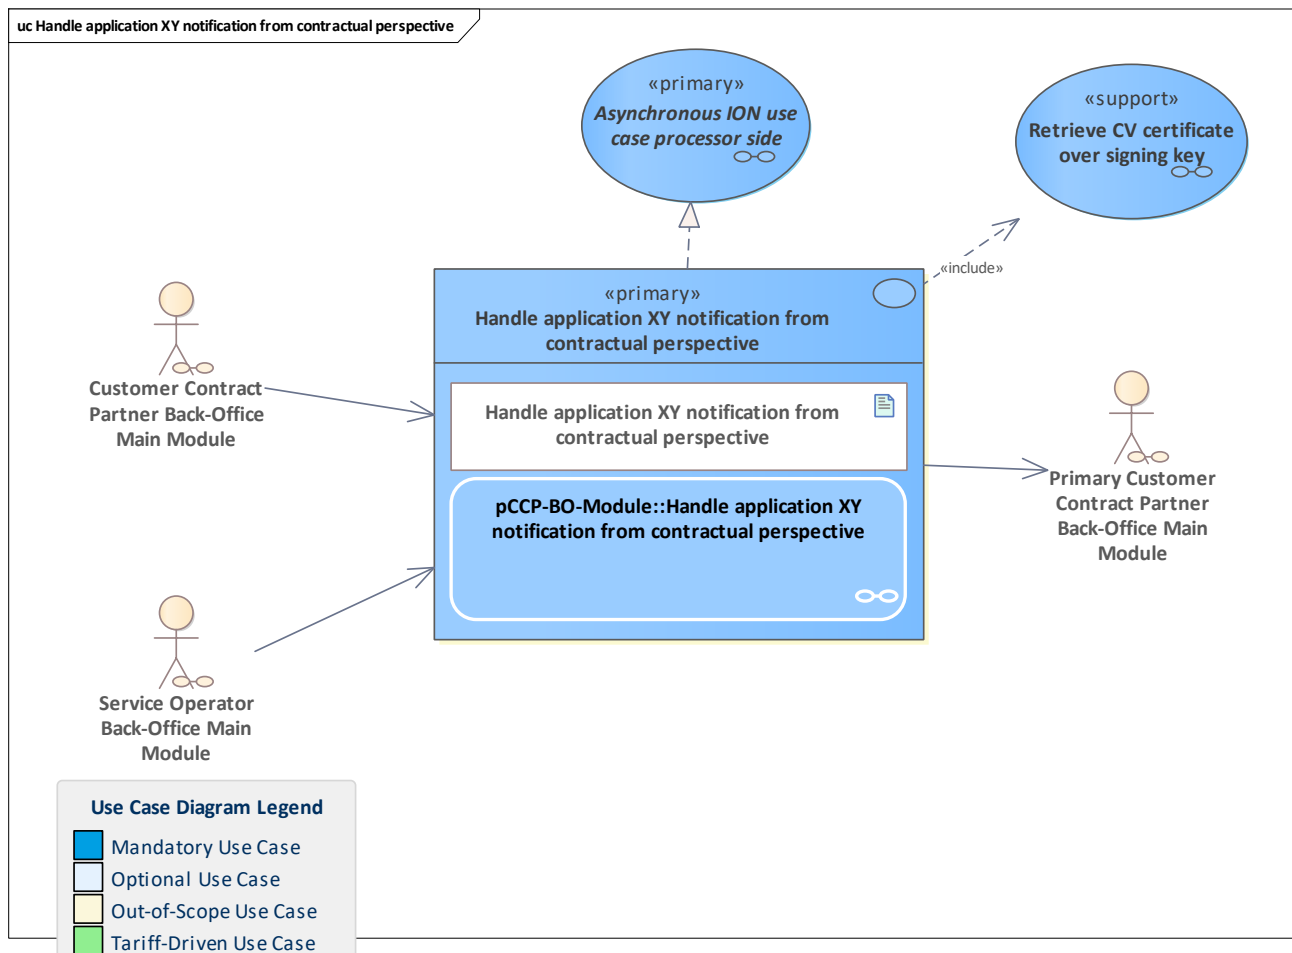 uc Handle application XY notification from contractual perspective
«primary»
Asynchronous ION use
case processor side
«support»
Retrieve CV certificate
over signing key
«include»
«primary»
Handle application XY notification from
contractual perspective
Handle application XY notification from
contractual perspective
pCCP-BO-Module::Handle application XY
notification from contractual perspective
Customer Contract
Partner Back-Office
Main Module
Primary Customer
Contract Partner
Back-Office Main
Module
Service Operator
Back-Office Main
Module
Use Case Diagram Legend
Mandatory Use Case
Optional Use Case
Out-of-Scope Use Case
Tariff-Driven Use Case